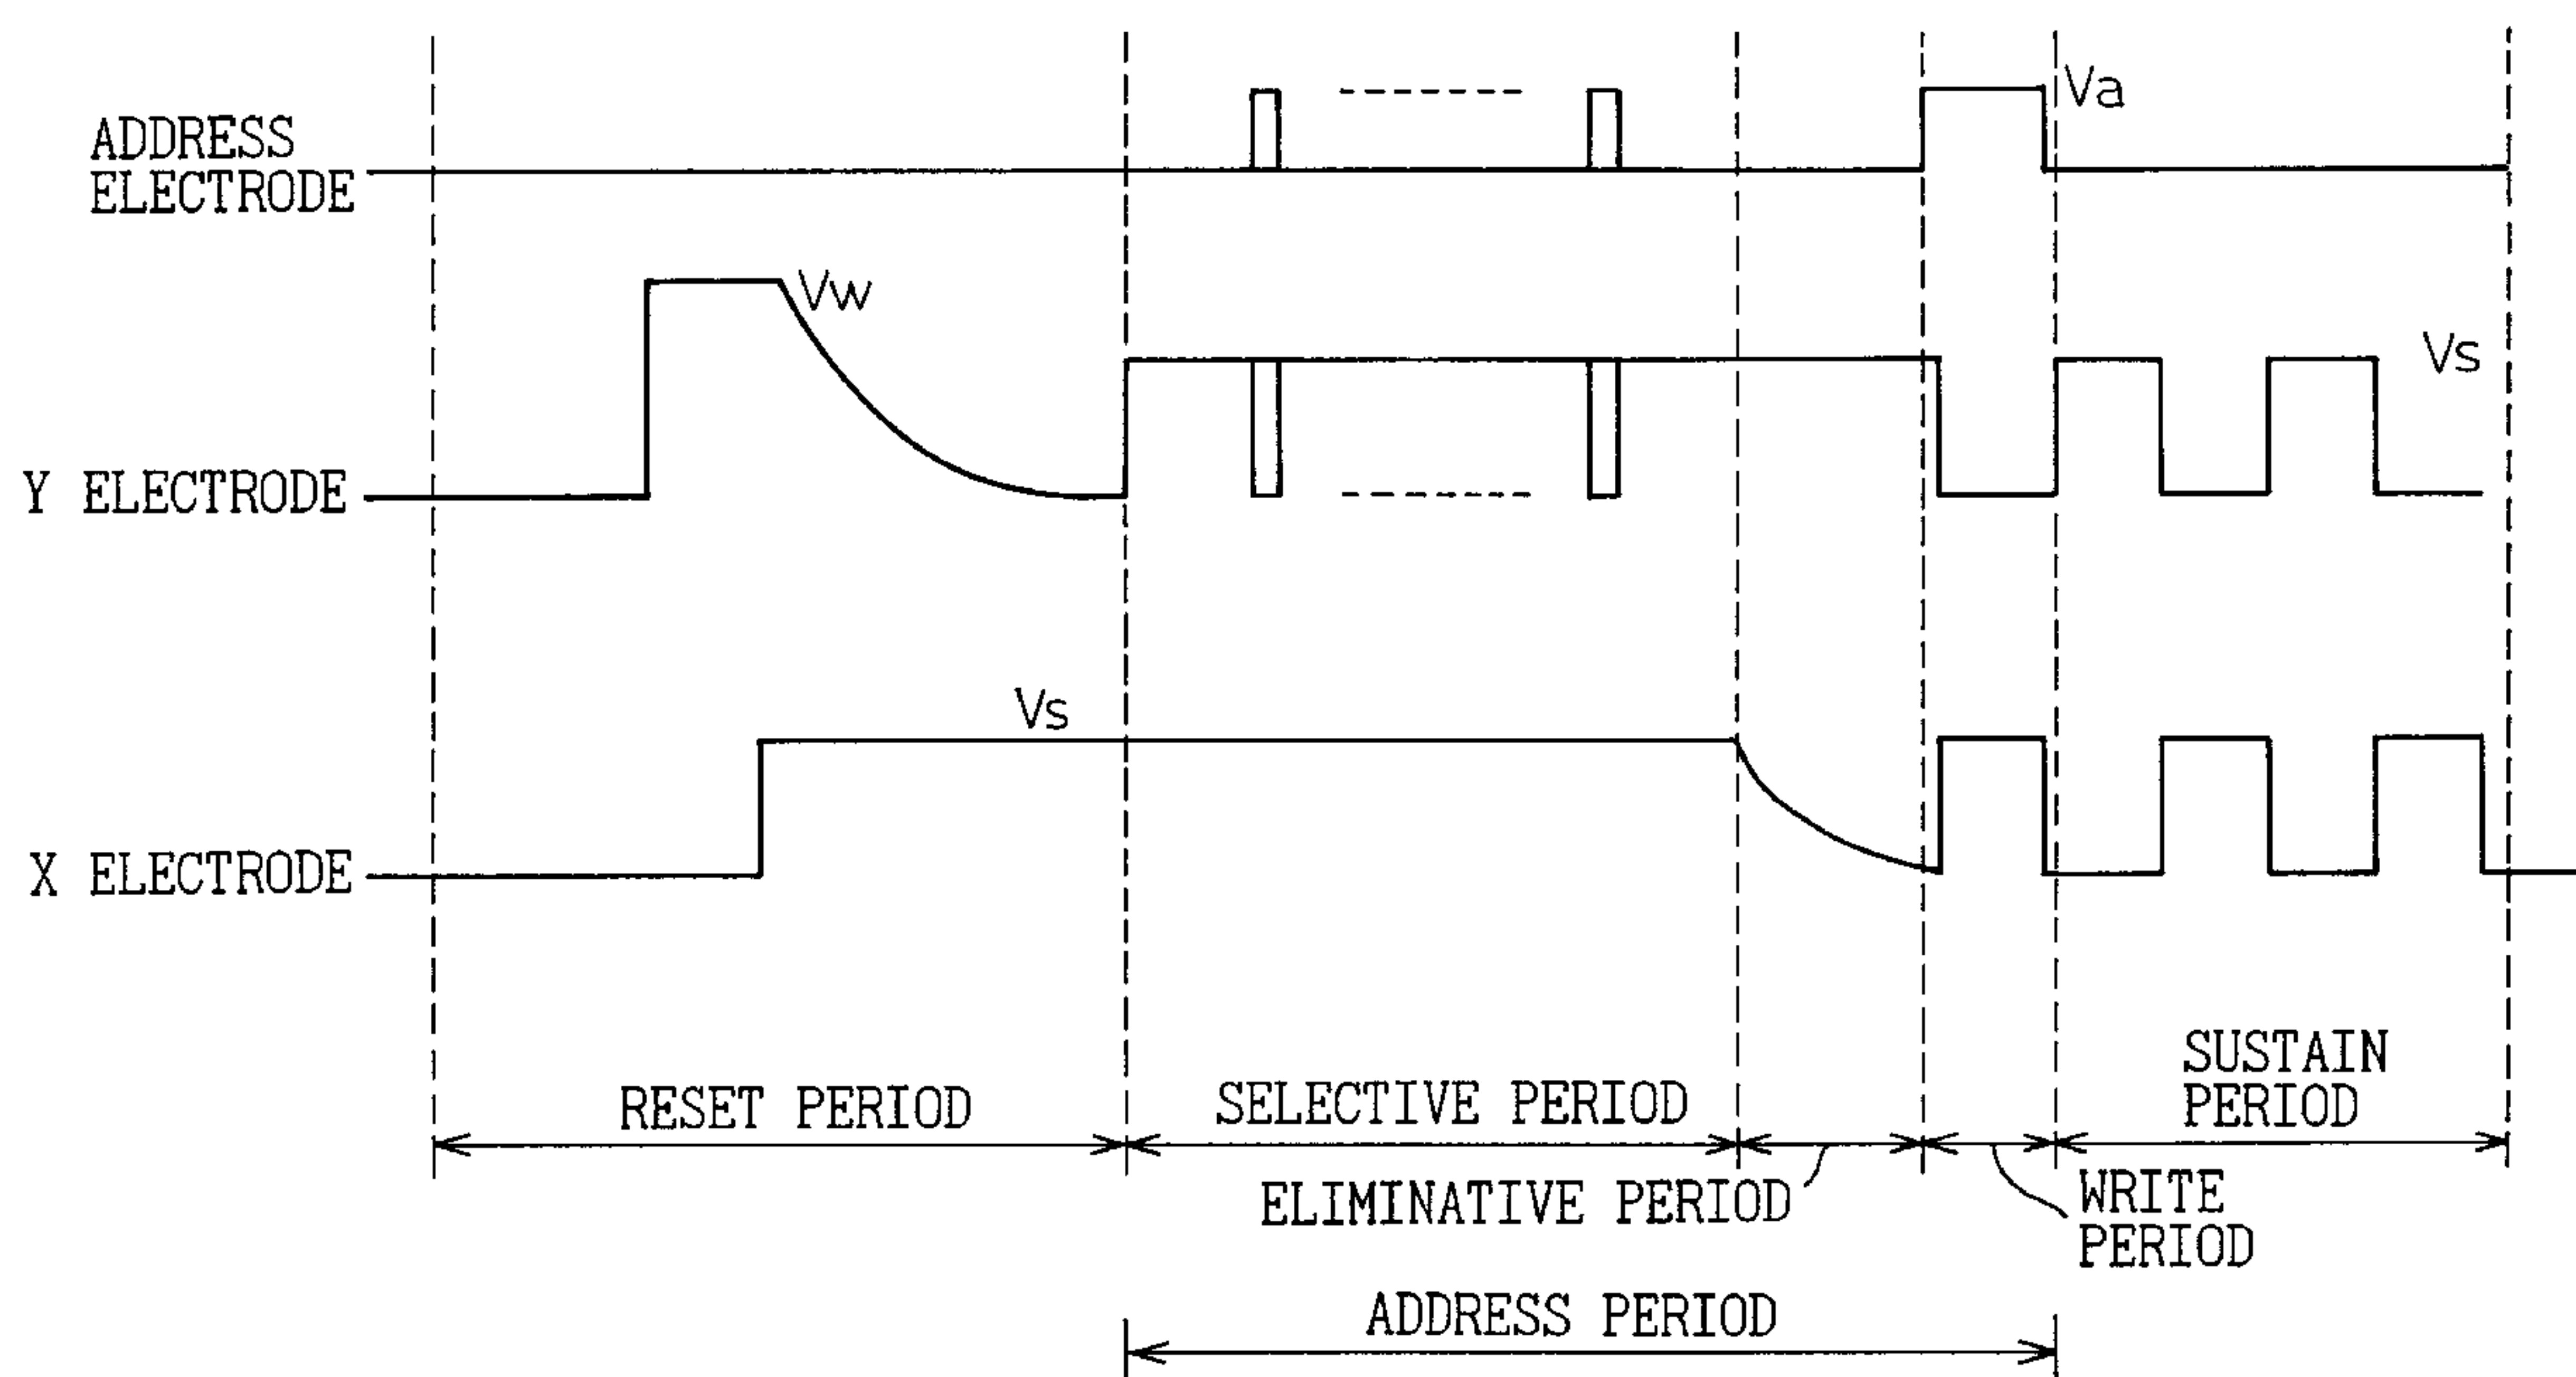 Va
ADDRESS
ELECTRODE
Vw
Vs
Y ELECTRODE
Vs
X ELECTRODE
SUSTAIN
PERIOD
RESET PERIOD
SELECTIVE PERIOD
ELIMINATIVE PERIOD
WRITE
PERIOD
ADDRESS PERIOD